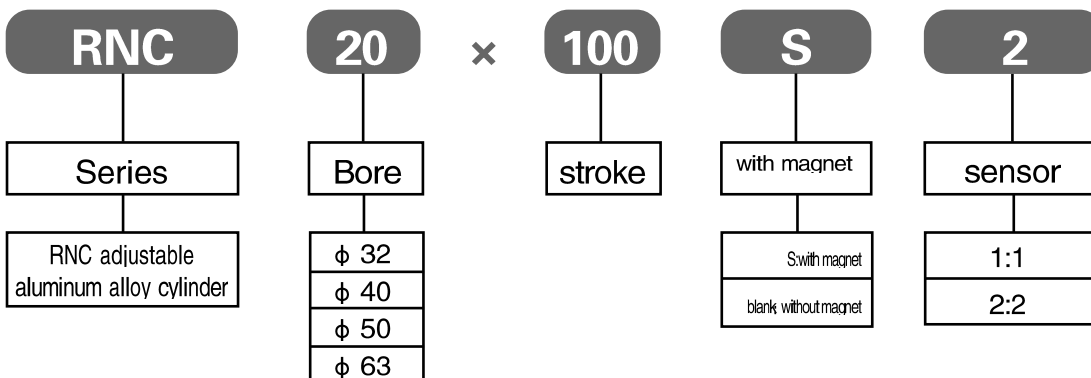 RNC 20 × 100 S 2
Series Bore stroke with magnet sensor
RNC adjustable
aluminum alloy cylinder
φ 32
φ 40
φ 50
φ 63
S:with magnet
blank: without magnet
1:1
2:2